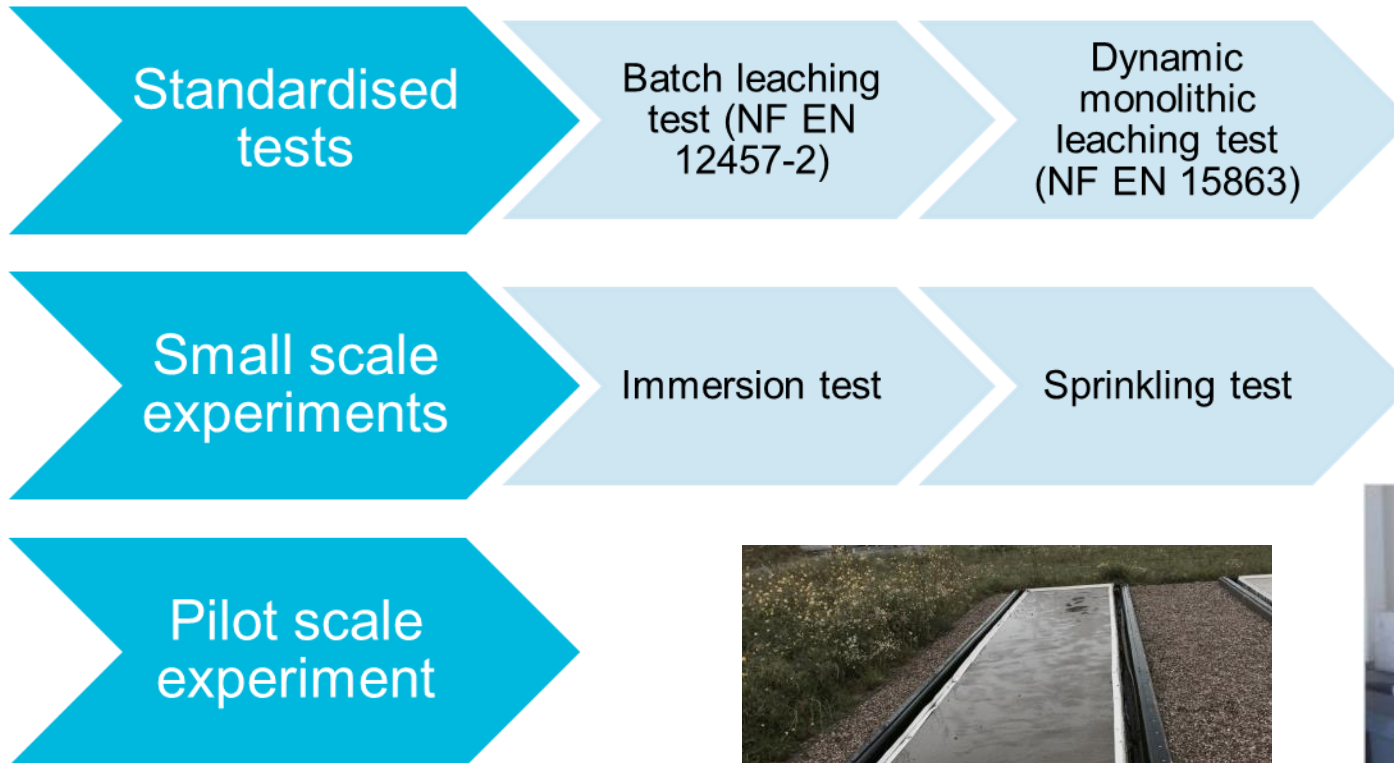 Standardised
tests
Batch leaching
test (NF EN
12457-2)
Dynamic
monolithic
leaching test
(NF EN 15863)
Small scale
experiments
Immersion test
Sprinkling test
Pilot scale
experiment